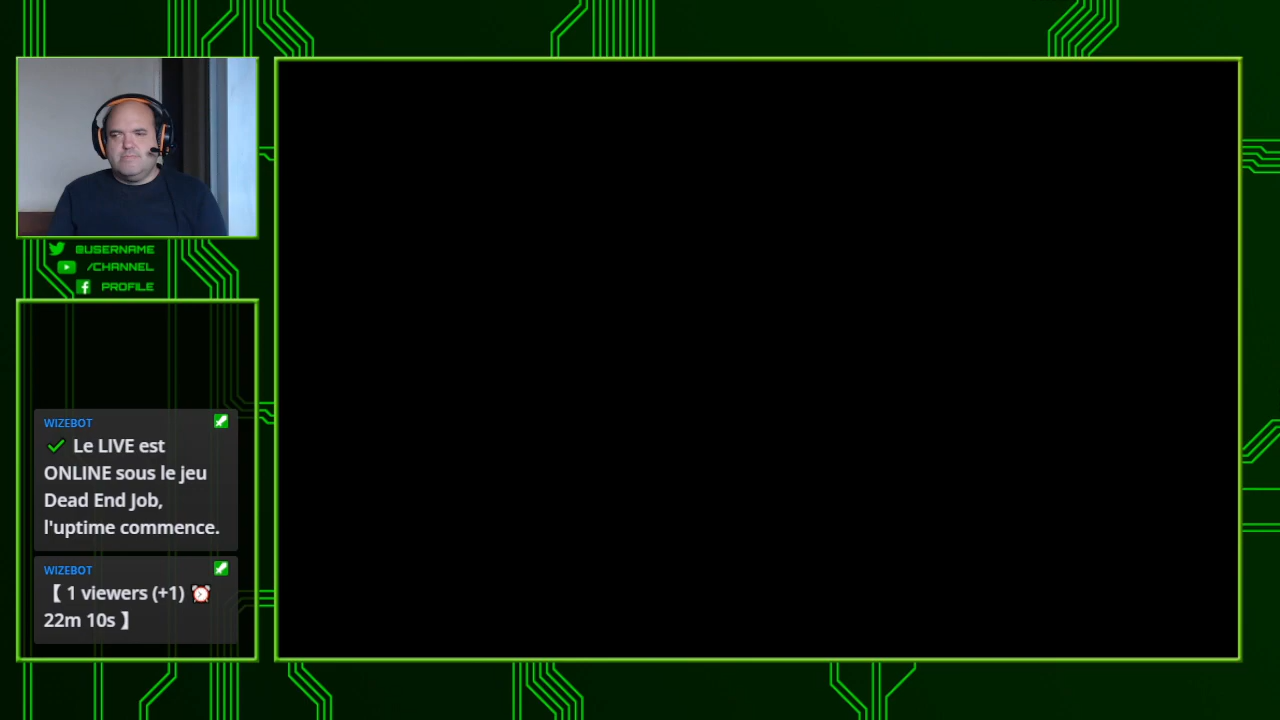 @USERNAME
/CHANNEL
PROFILE
WIZEBOT
Le LIVE est
ONLINE sous le jeu
Dead End Job,
l'uptime commence.
WIZEBOT
【 1 viewers (+1) ⏰
22m 10s 】